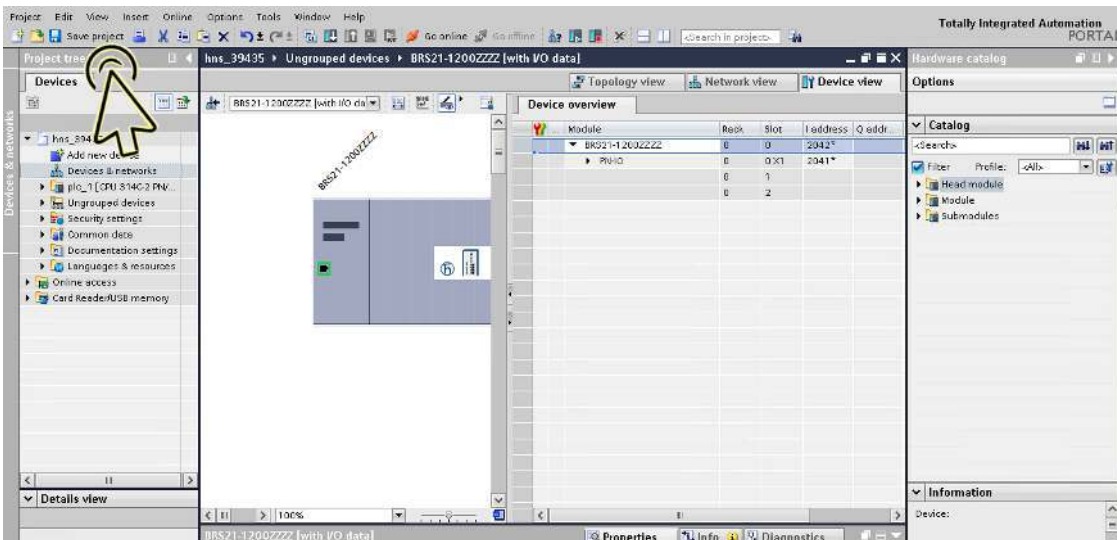 Project Edit View Insert Online Options Tools Window Help
Totally Integrated Automation
PORTAL
Save project Go online Go offline <Search in project>
Project tree
hns_39435 ▸ Ungrouped devices ▸ BRS21-1200ZZZZ [with I/O data]
Hardware catalog
Devices
Topology view Network view Device view
Options
BRS21-1200ZZZZ [with I/O da
Device overview
Devices & networks
Catalog
Module Rack Slot I address Q addr...
<Search>
BRS21-1200ZZZZ 0 0 2042*
PN-IO 0 0 X1 2041*
0 1
0 2
Filter Profile: <All>
Head module
Module
Submodules
BRS21-1200ZZZZ
Add new device
Devices & networks
plc_1 [CPU 314C-2 PN/...
Ungrouped devices
Security settings
Common data
Documentation settings
Languages & resources
Online access
Card Reader/USB memory
Details view
100%
Information
Device:
BRS21-1200ZZZZ [with I/O data]
Properties Info Diagnostics